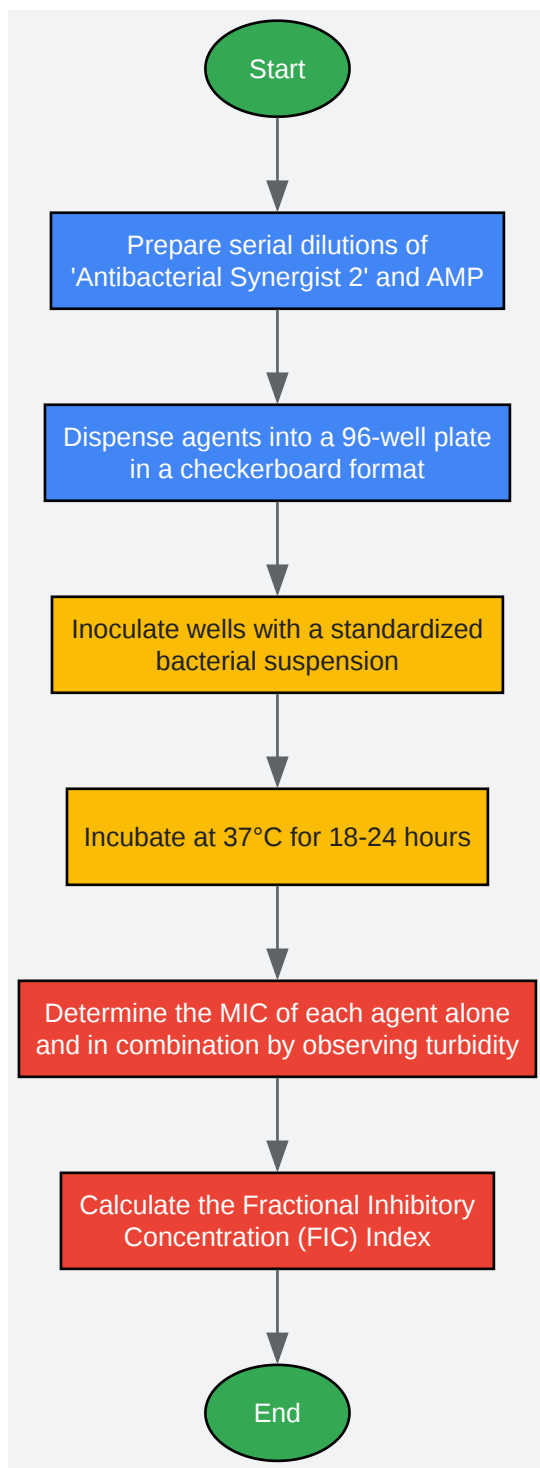 Start
Prepare serial dilutions of
'Antibacterial Synergist 2' and AMP
Dispense agents into a 96-well plate
in a checkerboard format
Inoculate wells with a standardized
bacterial suspension
Incubate at 37°C for 18-24 hours
Determine the MIC of each agent alone
and in combination by observing turbidity
Calculate the Fractional Inhibitory
Concentration (FIC) Index
End